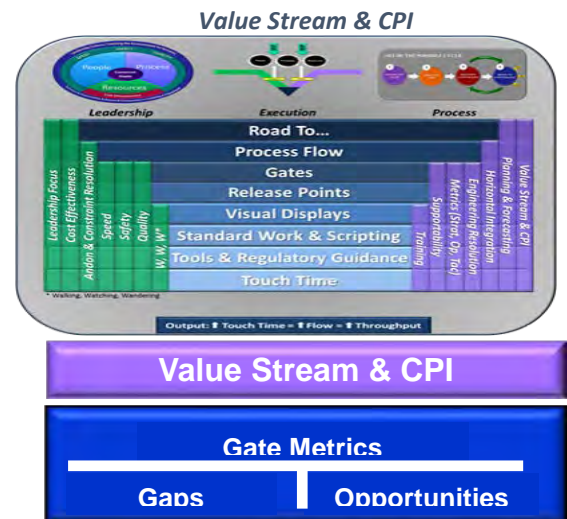 Value Stream & CPI
People
Process
Resources
Leadership
Execution
Process
Road To...
Process Flow
Gates
Release Points
Visual Displays
Standard Work & Scripting
Tools & Regulatory Guidance
Touch Time
Leadership Focus
Cost Effectiveness
Andon & Constraint Resolution
Speed
Safety
Quality
W, W, W*
Training
Supportability
Metrics (Strat, Op, Tac)
Engineering Resolution
Horizontal Integration
Planning & Forecasting
Value Stream & CPI
* Walking, Watching, Wandering
Output: ⬆ Touch Time = ⬆ Flow = ⬆ Throughput
Value Stream & CPI
Gate Metrics
Gaps
Opportunities